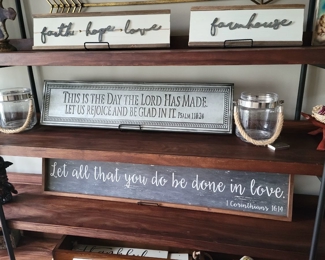 faith • hope • love
farmhouse
THIS IS THE DAY THE LORD HAS MADE.
LET US REJOICE AND BE GLAD IN IT. PSALM 118:24
Let all that you do be done in love.
1 Corinthians 16:14